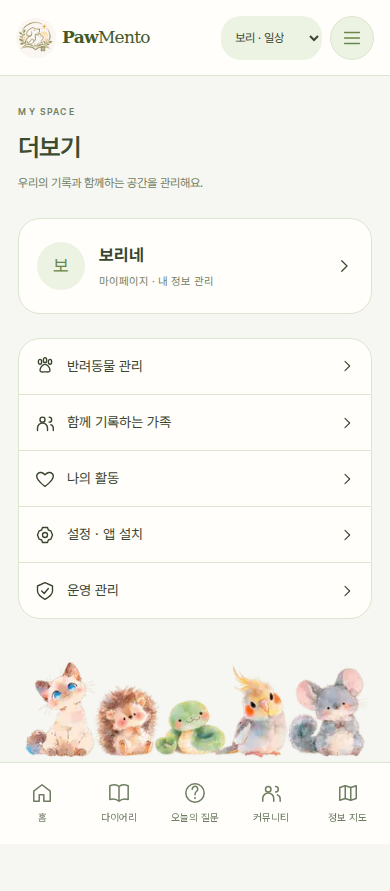 PawMento
보리 · 일상
MY SPACE
더보기
우리의 기록과 함께하는 공간을 관리해요.
보
보리네
마이페이지 · 내 정보 관리
반려동물 관리
함께 기록하는 가족
나의 활동
설정 · 앱 설치
운영 관리
홈
다이어리
오늘의 질문
커뮤니티
정보 지도